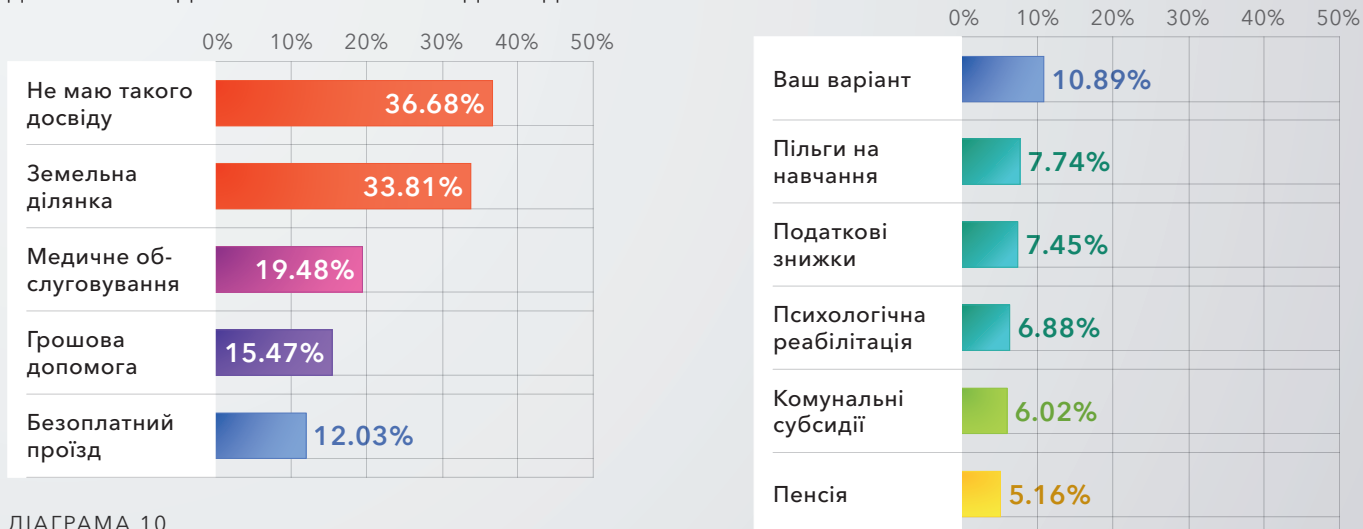 0% 10% 20% 30% 40% 50%
Не маю такого
досвіду
36.68%
Земельна
ділянка
33.81%
Медичне об-
слуговування
19.48%
Грошова
допомога
15.47%
Безоплатний
проїзд
12.03%
ДІАГРАМА 10
0% 10% 20% 30% 40% 50%
Ваш варіант
10.89%
Пільги на
навчання
7.74%
Податкові
знижки
7.45%
Психологічна
реабілітація
6.88%
Комунальні
субсидії
6.02%
Пенсія
5.16%